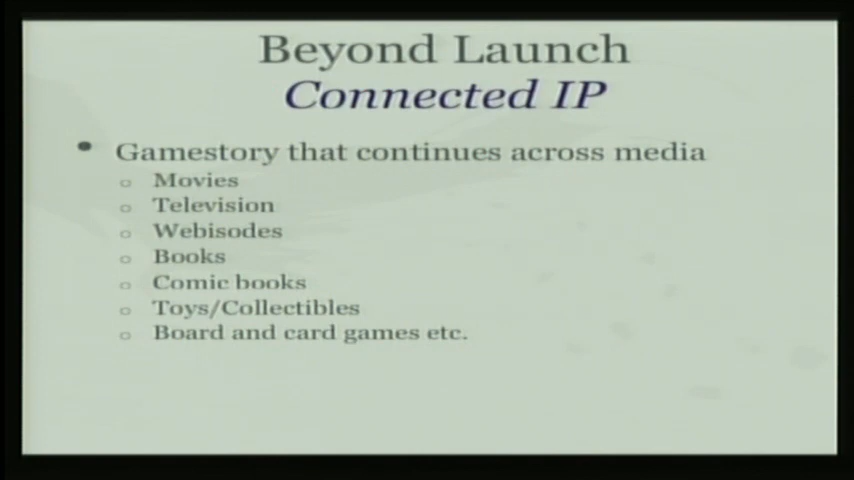 Beyond Launch
Connected IP
• Gamestory that continues across media
o Movies
o Television
o Webisodes
o Books
o Comic books
o Toys/Collectibles
o Board and card games etc.